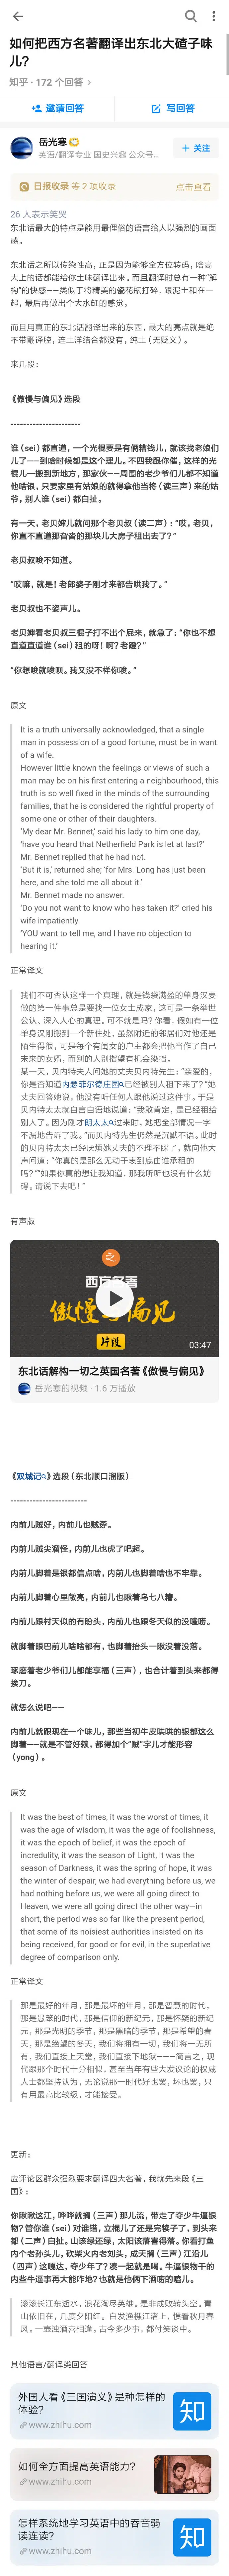 如何把西方名著翻译出东北大碴子味
儿?
知乎 · 172 个回答 >
邀请回答
写回答
岳光寒
英语/翻译专业 国史兴趣 公众号...
+ 关注
日报收录 等 2 项收录
点击查看
26 人表示笑哭
东北话最大的特点是能用最俚俗的语言给人以强烈的画面
感。
东北话之所以传染性高,正是因为能够全方位转码,啥高
大上的话都能给你土味翻译出来。而且翻译时总有一种“解
构”的快感——类似于将精美的瓷花瓶打碎,跟泥土和在一
起,最后再做出个大水缸的感觉。
而且用真正的东北话翻译出来的东西,最大的亮点就是绝
不带翻译腔,连土洋结合都没有,纯土(无贬义)。
来几段:
《傲慢与偏见》选段
----------------------
谁(sei)都直道,一个光棍要是有俩糟钱儿,就该找老娘们
儿了——到啥时候都是这个理儿。不四我跟你催,这样的光
棍儿一搬到新地方,那家伙——周围的老少爷们儿都不知道
他啥银,只要家里有姑娘的就得拿他当将(读三声)来的姑
爷,别人谁(sei)都白扯。
有一天,老贝婶儿就问那个老贝叔(读二声):“哎,老贝,
你直不直道那旮沓的那块儿大房子租出去了?”
老贝叔唆不知道。
“哎嘛,就是!老郎婆子刚才来都告哄我了。”
老贝叔也不姿声儿。
老贝婶看老贝叔三棍子打不出个屁来,就急了:“你也不想
直道直道谁(sei)租的呀!啊?老蹬?”
“你想唆就唆呗。我又没不样你唆。”
原文
It is a truth universally acknowledged, that a single
man in possession of a good fortune, must be in want
of a wife.
However little known the feelings or views of such a
man may be on his first entering a neighbourhood, this
truth is so well fixed in the minds of the surrounding
families, that he is considered the rightful property of
some one or other of their daughters.
‘My dear Mr. Bennet,’ said his lady to him one day,
‘have you heard that Netherfield Park is let at last?’
Mr. Bennet replied that he had not.
‘But it is,’ returned she; ‘for Mrs. Long has just been
here, and she told me all about it.’
Mr. Bennet made no answer.
‘Do you not want to know who has taken it?’ cried his
wife impatiently.
‘YOU want to tell me, and I have no objection to
hearing it.’
正常译文
我们不可否认这样一个真理,就是钱袋满盈的单身汉要
做的第一件事总是要找一位女士成家,这可是一条举世
公认、深入人心的真理。可不就是吗?你看,假如有一位
单身汉刚搬到一个新住处,虽然附近的邻居们对他还是
陌生得很,可是每个有闺女的户主都会把他当作了自己
未来的女婿,而别的人别指望有机会染指。
某一天,贝内特夫人问她的丈夫贝内特先生:“亲爱的,
你是否知道内瑟菲尔德庄园已经被别人租下来了?”她
丈夫回答她说,他没有听任何人跟他说过这件事。于是
贝内特太太就自言自语地说道:“我敢肯定,是已经租给
别人了。因为刚才朗太太过来时,她把全部情况一字
不漏地告诉了我。”而贝内特先生仍然是沉默不语。此时
的贝内特太太已经厌烦她丈夫的不理不睬了,就向他大
声问道:“你真的是那么无动于衷到底由谁承租的
吗?”“如果你真的想让我知道,那我听听也没有什么妨
碍。请说下去吧!”
有声版
西方名著
傲慢与偏见
片段
03:47
东北话解构一切之英国名著《傲慢与偏见》
岳光寒的视频 · 1.6 万播放
《双城记》选段(东北顺口溜版)
------------------------
内前儿贼好,内前儿也贼孬。
内前儿贼尖溜怪,内前儿也虎了吧超。
内前儿脚着是银都信点啥,内前儿也脚着啥也不牢靠。
内前儿脚着心里敞亮,内前儿也瞅着乌七八糟。
内前儿跟村天似的有盼头,内前儿也跟冬天似的没嗑唠。
就脚着眼巴前儿啥啥都有,也脚着抬头一瞅没着没落。
琢磨着老少爷们儿都能享福(三声),也合计着到头来都得
挨刀。
就怎么说吧——
内前儿就跟现在一个味儿,那些当初牛皮哄哄的银都这么
脚着——就是不管好赖,都得加个“贼”字儿才能形容
(yong)。
原文
It was the best of times, it was the worst of times, it
was the age of wisdom, it was the age of foolishness,
it was the epoch of belief, it was the epoch of
incredulity, it was the season of Light, it was the
season of Darkness, it was the spring of hope, it was
the winter of despair, we had everything before us, we
had nothing before us, we were all going direct to
Heaven, we were all going direct the other way—in
short, the period was so far like the present period,
that some of its noisiest authorities insisted on its
being received, for good or for evil, in the superlative
degree of comparison only.
正常译文
那是最好的年月,那是最坏的年月,那是智慧的时代,
那是愚笨的时代,那是信仰的新纪元,那是怀疑的新纪
元,那是光明的季节,那是黑暗的季节,那是希望的春
天,那是绝望的冬天,我们将拥有一切,我们将一无所
有,我们直接上天堂,我们直接下地狱——简言之,现
代跟那个时代十分相似,甚至当年有些大发议论的权威
人士都坚持认为,无论说那一时代好也罢,坏也罢,只
有用最高比较级,才能接受。
更新:
应评论区群众强烈要求翻译四大名著,我就先来段《三
国》:
你瞅瞅这江,哗哗就搁(三声)那儿流,带走了夺少牛逼银
物?管你谁(sei)对谁错,立棍儿了还是完犊子了,到头来
都(二声)白扯。山该绿还绿,太阳该落害得落。你看打鱼
内个老孙头儿,砍柴火内老刘头,成天搁(三声)江沿儿
(四声)这嘎达,夺少年了?凑一起就是喝。牛逼银物干的
内些牛逼事再大能咋地?也就是他俩下酒唠的嗑儿。
滚滚长江东逝水,浪花淘尽英雄。是非成败转头空。青
山依旧在,几度夕阳红。白发渔樵江渚上,惯看秋月春
风。一壶浊酒喜相逢。古今多少事,都付笑谈中。
其他语言/翻译类回答
外国人看《三国演义》是种怎样的
体验?
www.zhihu.com
知
如何全方面提高英语能力?
www.zhihu.com
怎样系统地学习英语中的吞音弱
读连读?
www.zhihu.com
知